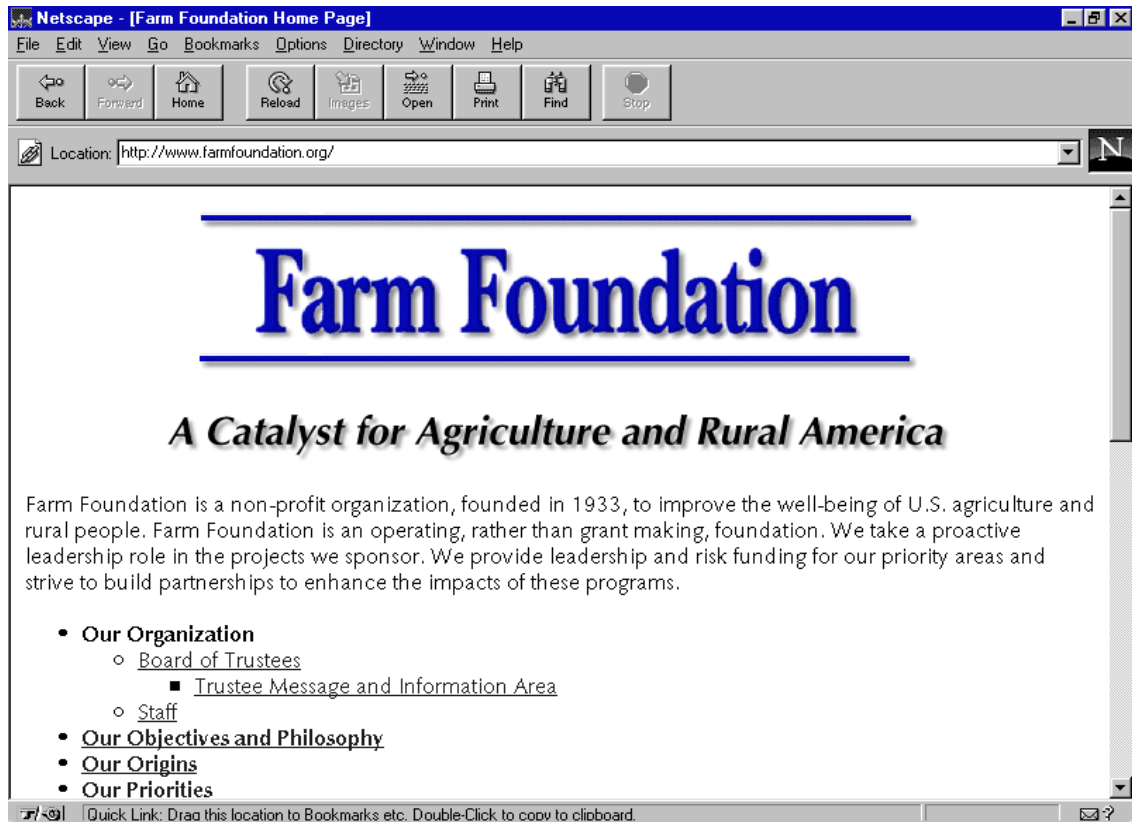 Netscape - [Farm Foundation Home Page]
File Edit View Go Bookmarks Options Directory Window Help
Back Forward Home Reload Images Open Print Find Stop
Location: http://www.farmfoundation.org/
N
Farm Foundation
A Catalyst for Agriculture and Rural America
Farm Foundation is a non-profit organization, founded in 1933, to improve the well-being of U.S. agriculture and
rural people. Farm Foundation is an operating, rather than grant making, foundation. We take a proactive
leadership role in the projects we sponsor. We provide leadership and risk funding for our priority areas and
strive to build partnerships to enhance the impacts of these programs.
Our Organization
Board of Trustees
Trustee Message and Information Area
Staff
Our Objectives and Philosophy
Our Origins
Our Priorities
Quick Link: Drag this location to Bookmarks etc. Double-Click to copy to clipboard.
?